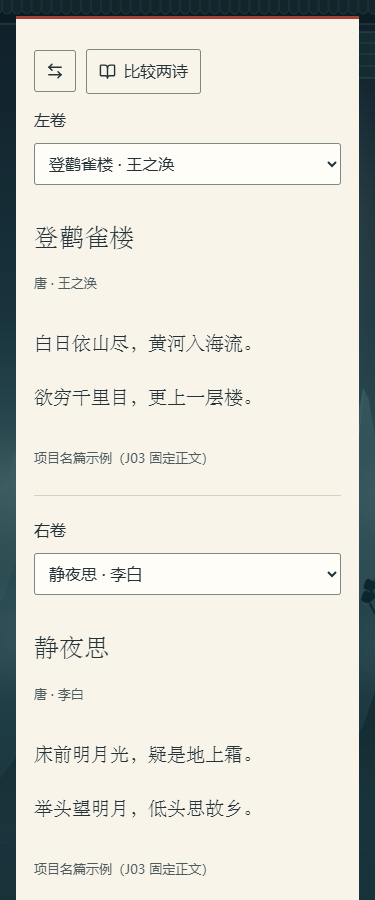 比较两诗
左卷
登鹳雀楼 · 王之涣
登鹳雀楼
唐 · 王之涣
白日依山尽，黄河入海流。
欲穷千里目，更上一层楼。
项目名篇示例（J03 固定正文）
右卷
静夜思 · 李白
静夜思
唐 · 李白
床前明月光，疑是地上霜。
举头望明月，低头思故乡。
项目名篇示例（J03 固定正文）